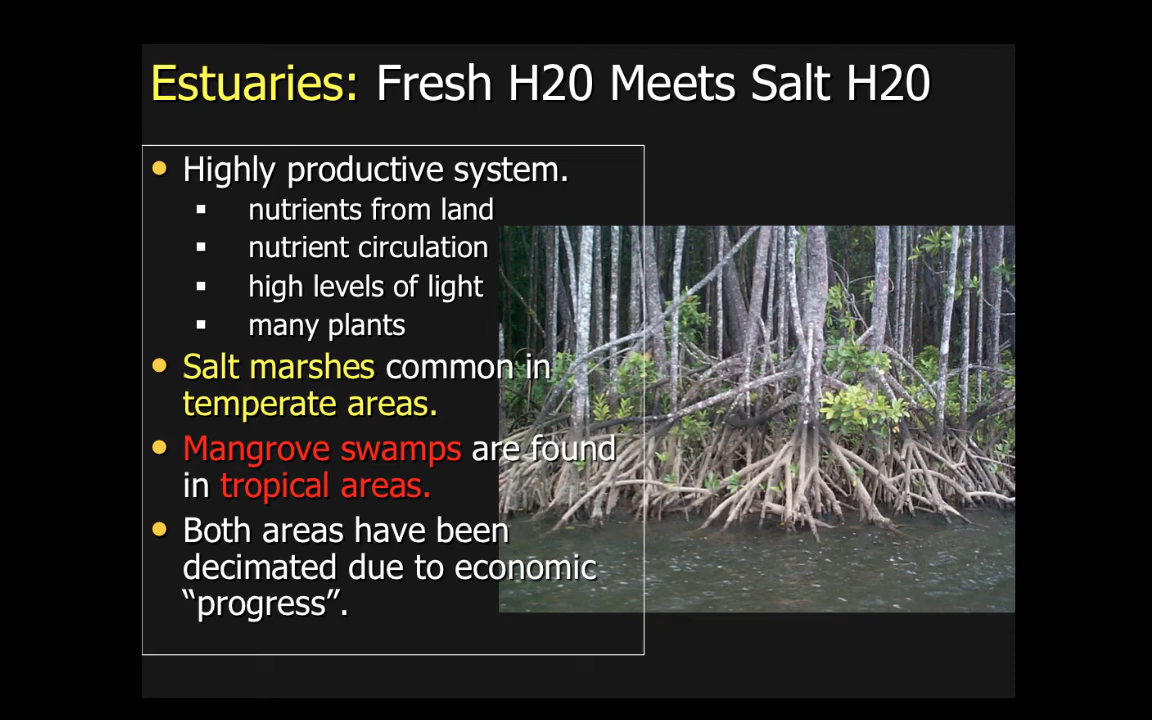 Estuaries: Fresh H20 Meets Salt H20
Highly productive system.
nutrients from land
nutrient circulation
high levels of light
many plants
Salt marshes common in
temperate areas.
Mangrove swamps are found
in tropical areas.
Both areas have been
decimated due to economic
“progress”.